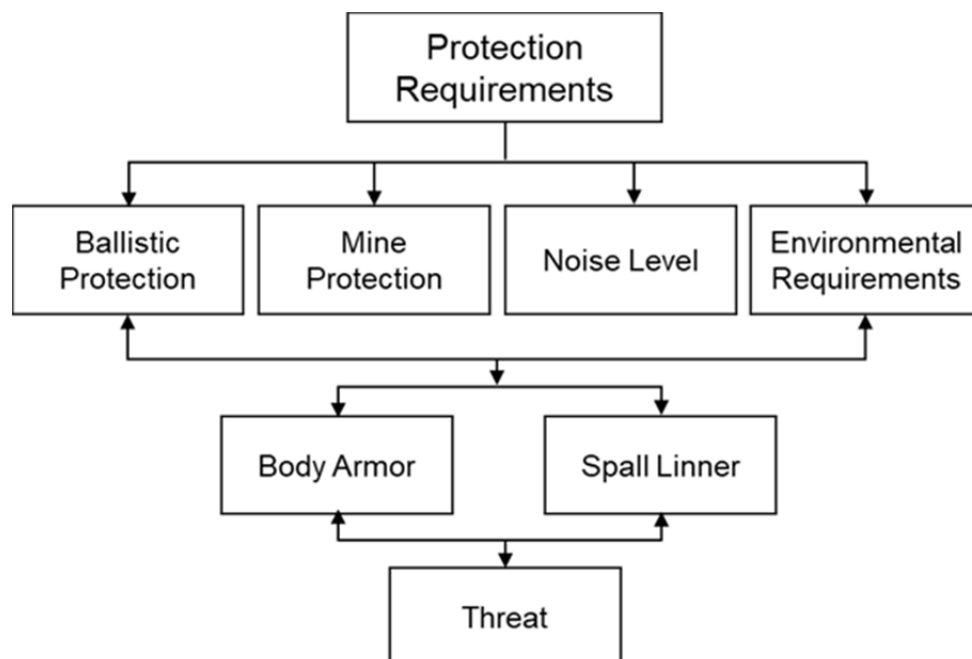 Protection
Requirements
Ballistic
Protection
Mine
Protection
Noise Level
Environmental
Requirements
Body Armor
Spall Linner
Threat